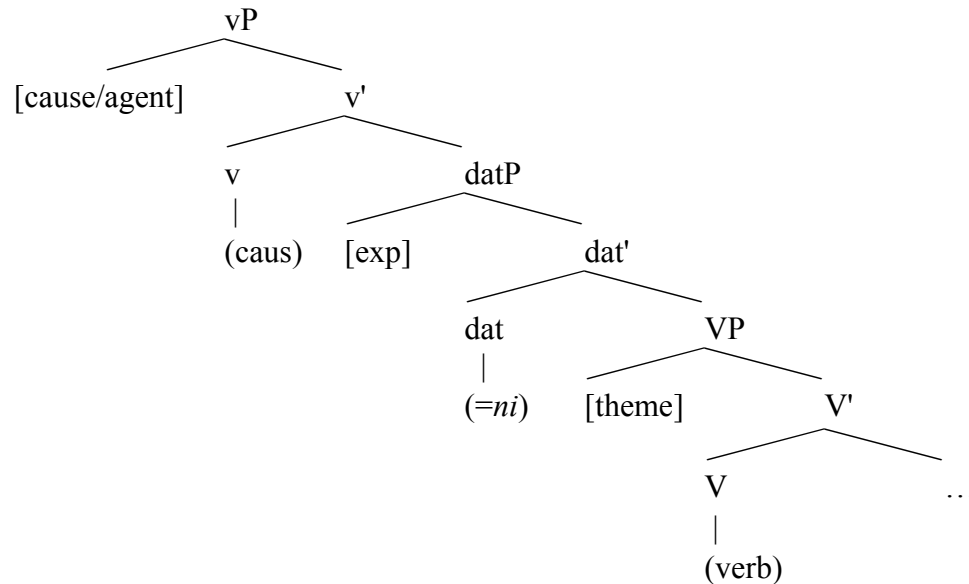 vP
[cause/agent] v'
v datP
(caus) [exp] dat'
dat VP
(=ni) [theme] V'
V ..
(verb)